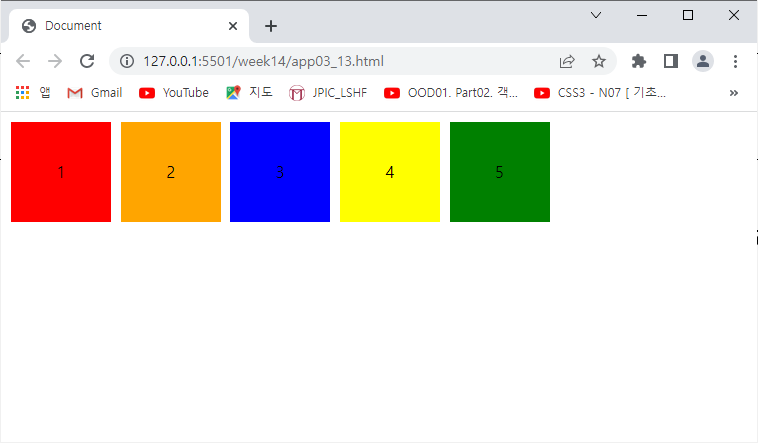 Document
127.0.0.1:5501/week14/app03_13.html
앱 Gmail YouTube 지도 JPIC_LSHF OOD01. Part02. 객... CSS3 - N07 [ 기초... »
1 2 3 4 5